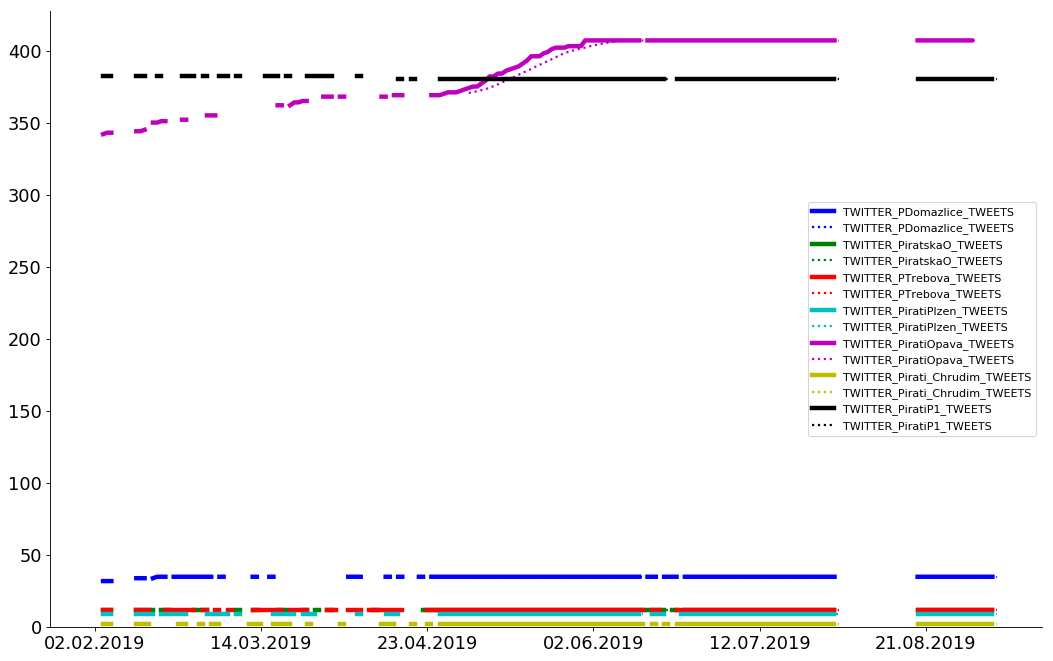 400
350
300
250
200
150
100
50
0
02.02.2019 14.03.2019 23.04.2019 02.06.2019 12.07.2019 21.08.2019
TWITTER_PDomazlice_TWEETS
TWITTER_PDomazlice_TWEETS
TWITTER_PiratskaO_TWEETS
TWITTER_PiratskaO_TWEETS
TWITTER_PTrebova_TWEETS
TWITTER_PTrebova_TWEETS
TWITTER_PiratiPlzen_TWEETS
TWITTER_PiratiPlzen_TWEETS
TWITTER_PiratiOpava_TWEETS
TWITTER_PiratiOpava_TWEETS
TWITTER_Pirati_Chrudim_TWEETS
TWITTER_Pirati_Chrudim_TWEETS
TWITTER_PiratiP1_TWEETS
TWITTER_PiratiP1_TWEETS